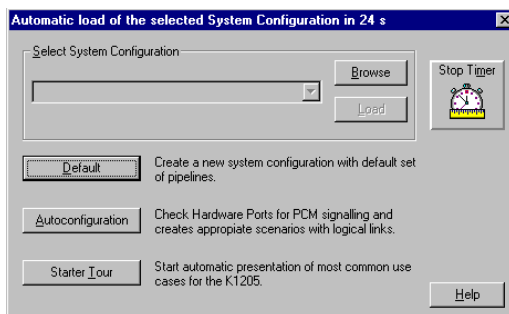 Automatic load of the selected System Configuration in 24 s
Select System Configuration
Browse
Load
Stop Timer
Default
Create a new system configuration with default set
of pipelines.
Autoconfiguration
Check Hardware Ports for PCM signalling and
creates appropiate scenarios with logical links.
Starter Tour
Start automatic presentation of most common use
cases for the K1205.
Help